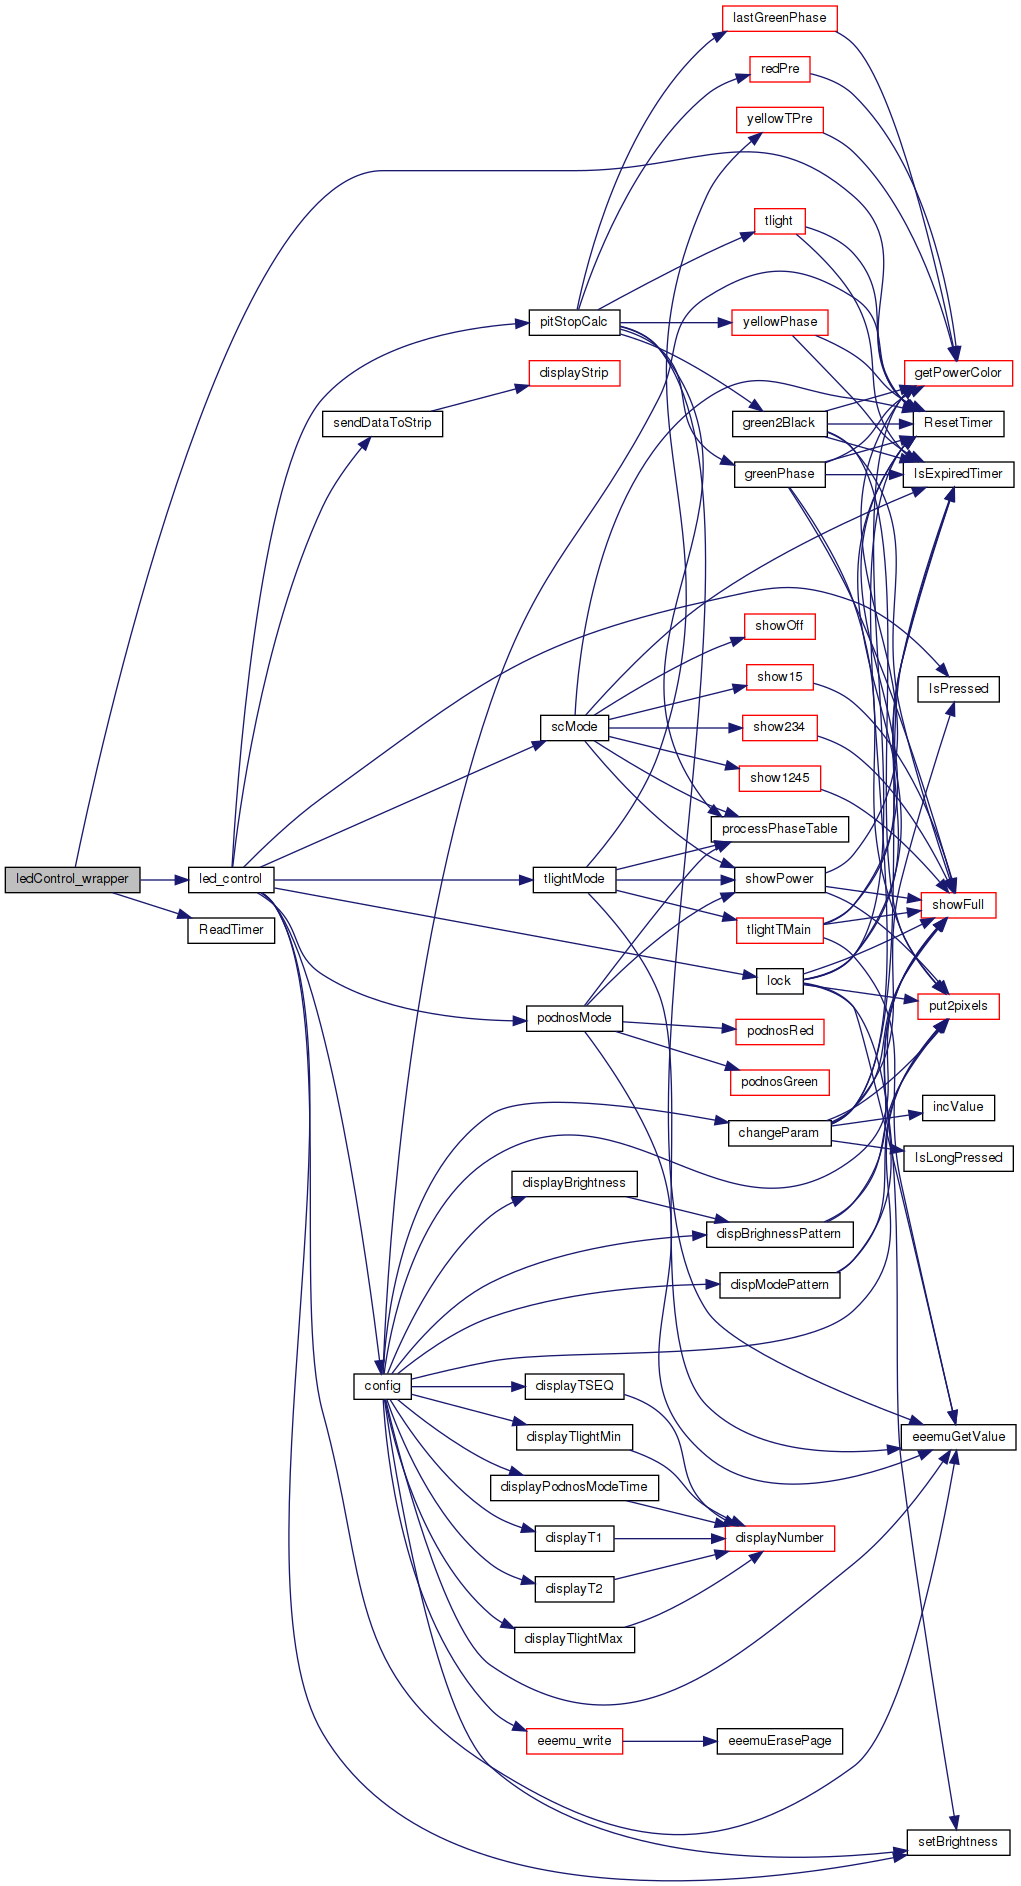 lastGreenPhase
redPre
yellowTPre
tlight
pitStopCalc
yellowPhase
displayStrip
getPowerColor
sendDataToStrip
green2Black
ResetTimer
greenPhase
IsExpiredTimer
showOff
show15
IsPressed
scMode
show234
show1245
processPhaseTable
ledControl_wrapper
led_control
tlightMode
showPower
showFull
ReadTimer
tlightTMain
lock
put2pixels
podnosMode
podnosRed
podnosGreen
incValue
changeParam
IsLongPressed
displayBrightness
dispBrighnessPattern
dispModePattern
config
displayTSEQ
displayTlightMin
eeemuGetValue
displayPodnosModeTime
displayT1
displayNumber
displayT2
displayTlightMax
eeemu_write
eeemuErasePage
setBrightness